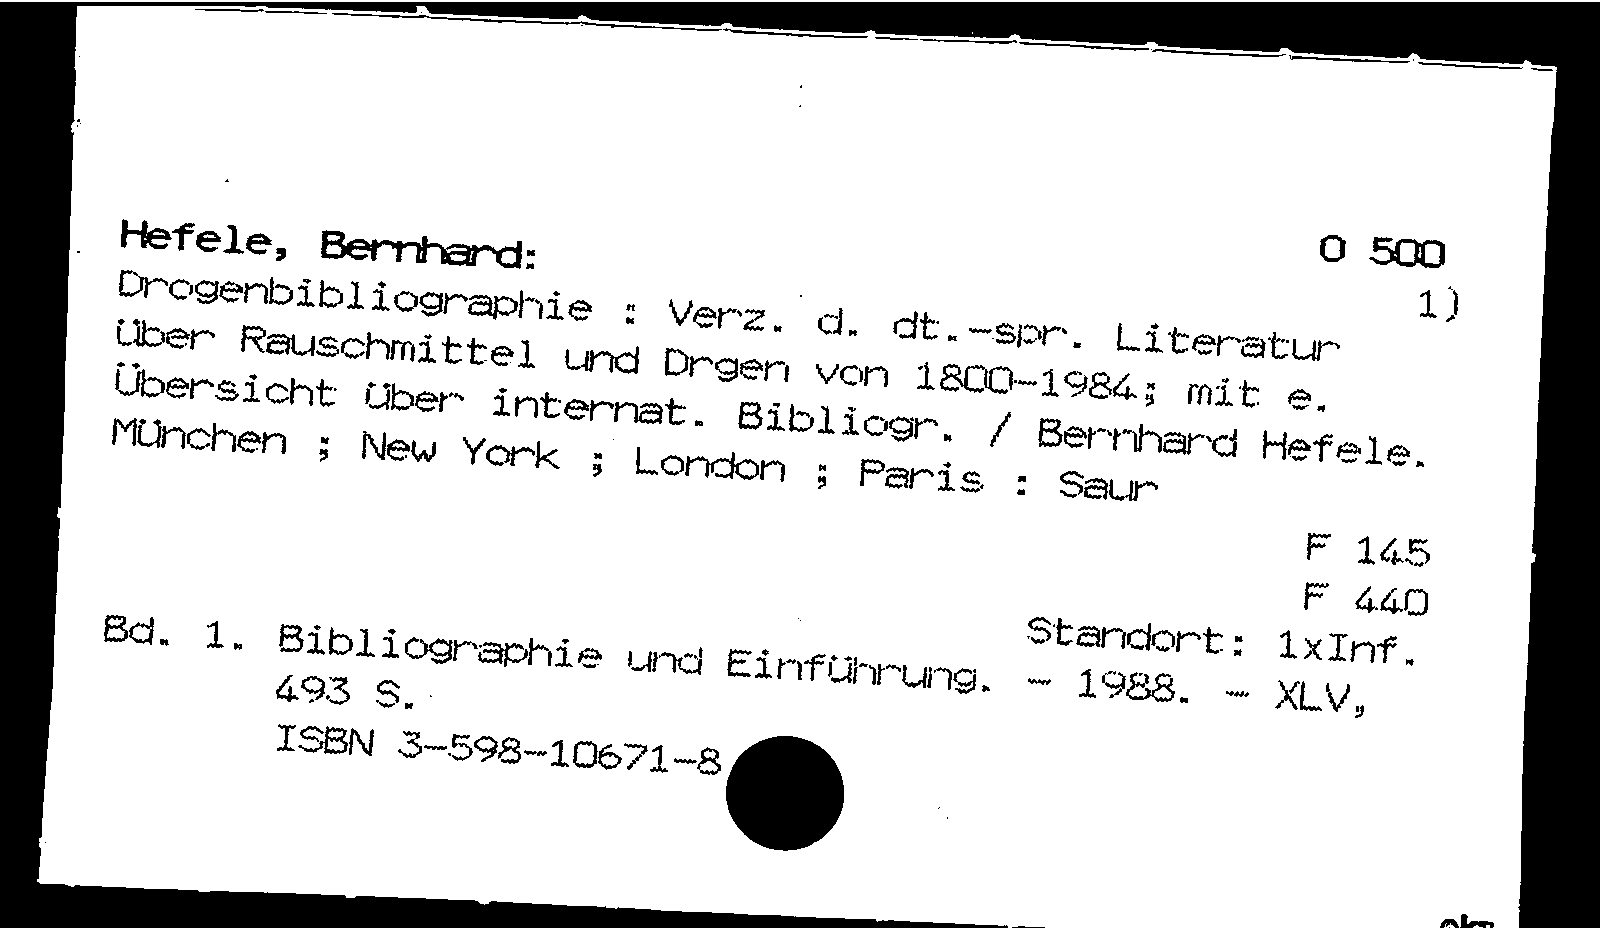 Hefele, Bernhard: O 500
Drogenbibliographie : Verz. d. dt.-spr. Literatur 1)
über Rauschmittel und Drgen von 1800-1984; mit e.
Übersicht über internat. Bibliogr. / Bernhard Hefele.
München ; New York ; London ; Paris : Saur
F 145
F 440
Standort: 1xInf.
Bd. 1. Bibliographie und Einführung. - 1988. - XLV,
493 S.
ISBN 3-598-10671-8